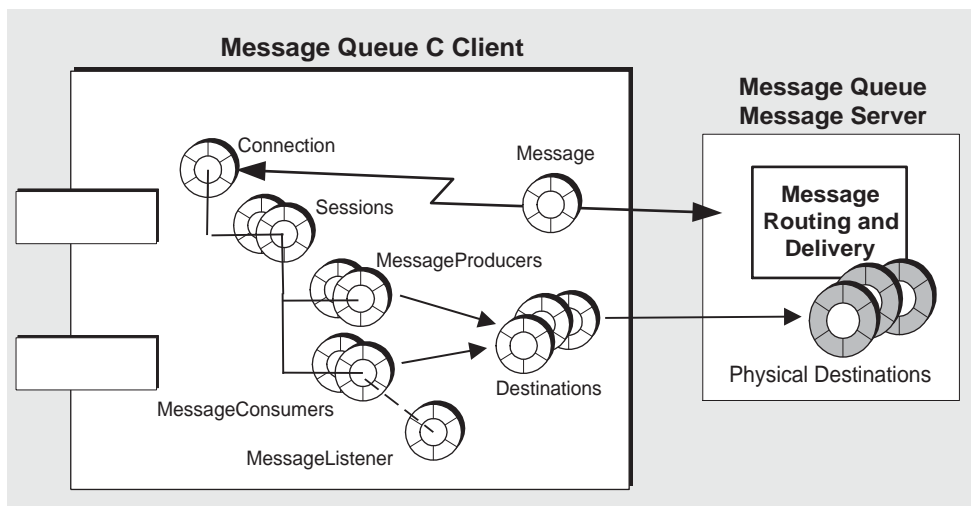 Message Queue C Client
Message Queue
Message Server
Connection
Message
Sessions
Message
Routing and
Delivery
MessageProducers
Destinations
Physical Destinations
MessageConsumers
MessageListener